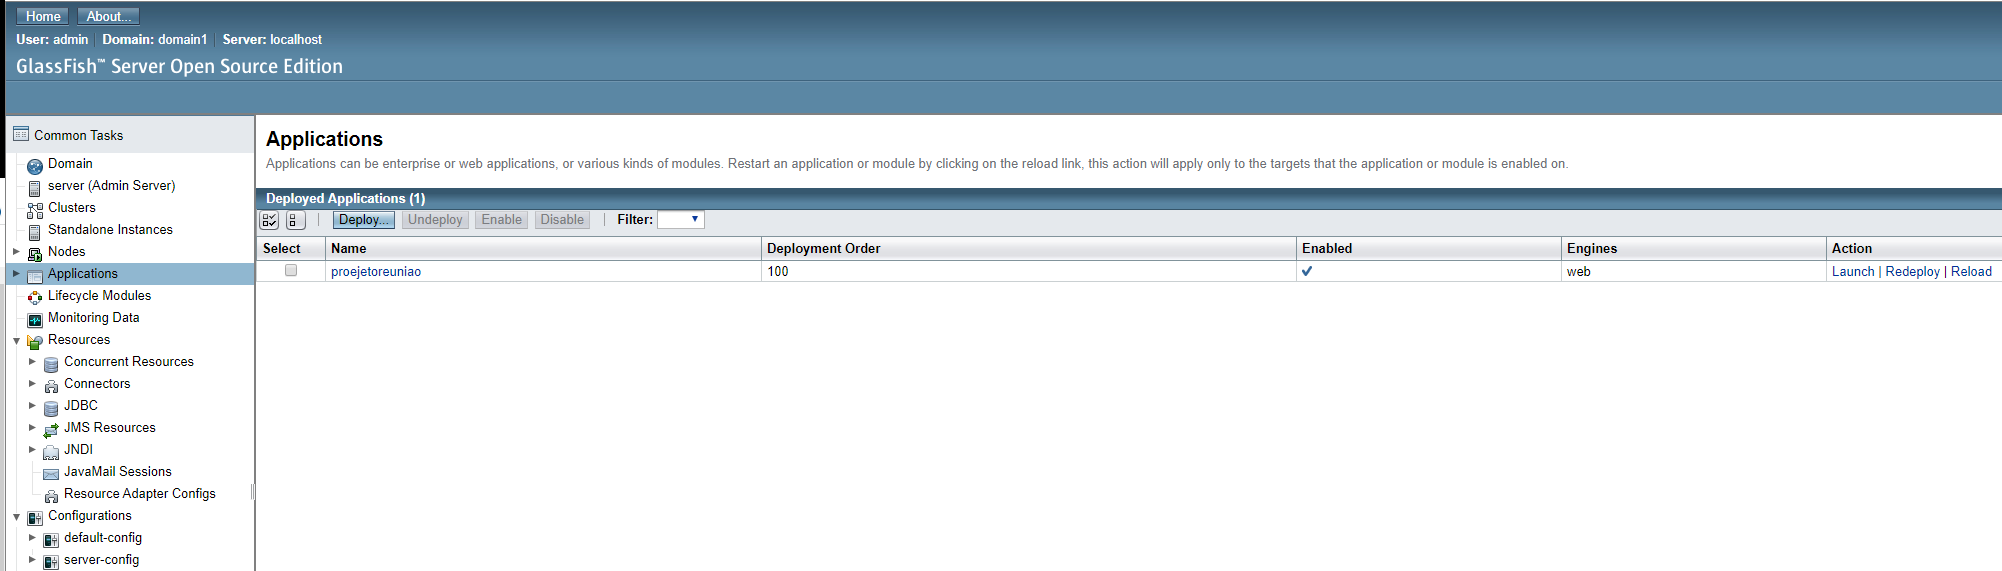 Home About...
User: admin Domain: domain1 Server: localhost
GlassFish™ Server Open Source Edition
Common Tasks
Domain
server (Admin Server)
Clusters
Standalone Instances
Nodes
Applications
Lifecycle Modules
Monitoring Data
Resources
Concurrent Resources
Connectors
JDBC
JMS Resources
JNDI
JavaMail Sessions
Resource Adapter Configs
Configurations
default-config
server-config
Applications
Applications can be enterprise or web applications, or various kinds of modules. Restart an application or module by clicking on the reload link, this action will apply only to the targets that the application or module is enabled on.
Deployed Applications (1)
Deploy... Undeploy Enable Disable Filter:
Select Name Deployment Order Enabled Engines Action
proejetoreuniao 100 web Launch | Redeploy | Reload